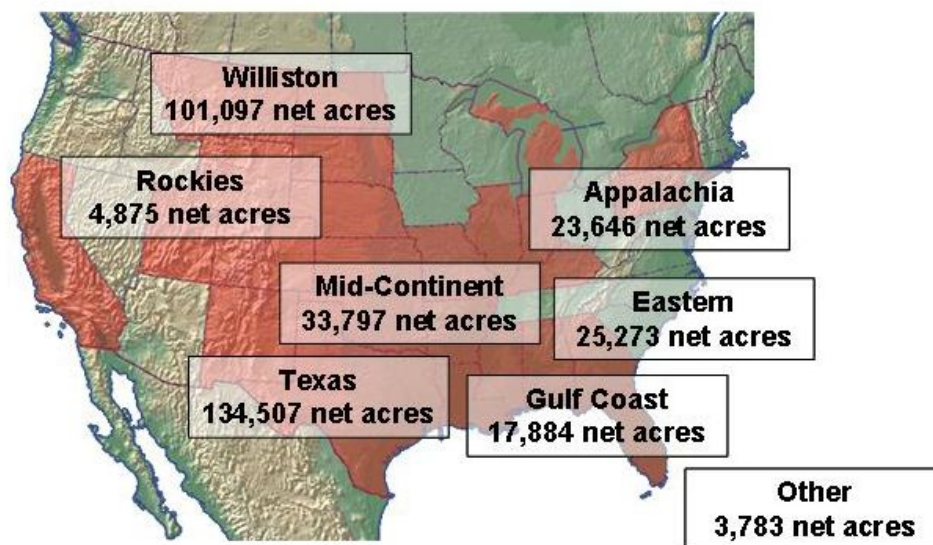 Williston
101,097 net acres
Rockies
4,875 net acres
Appalachia
23,646 net acres
Mid-Continent
33,797 net acres
Eastern
25,273 net acres
Texas
134,507 net acres
Gulf Coast
17,884 net acres
Other
3,783 net acres